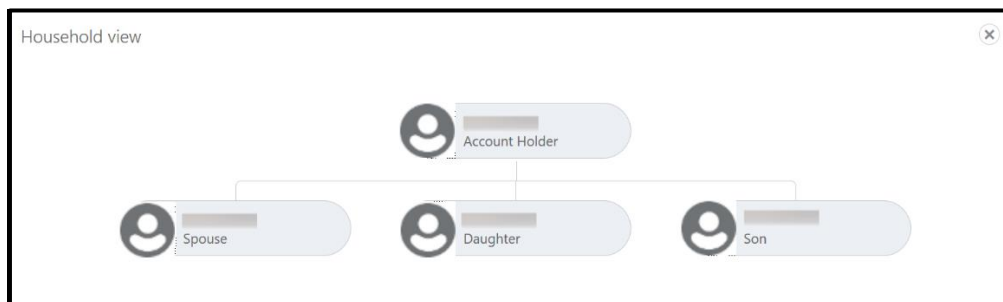 Household view
Account Holder
Spouse
Daughter
Son